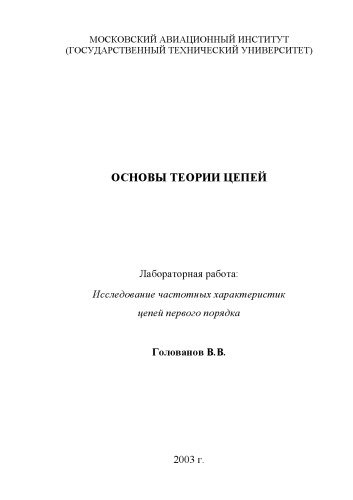 МОСКОВСКИЙ АВИАЦИОННЫЙ ИНСТИТУТ
(ГОСУДАРСТВЕННЫЙ ТЕХНИЧЕСКИЙ УНИВЕРСИТЕТ)
ОСНОВЫ ТЕОРИИ ЦЕПЕЙ
Лабораторная работа:
Исследование частотных характеристик
цепей первого порядка
Голованов В.В.
2003 г.